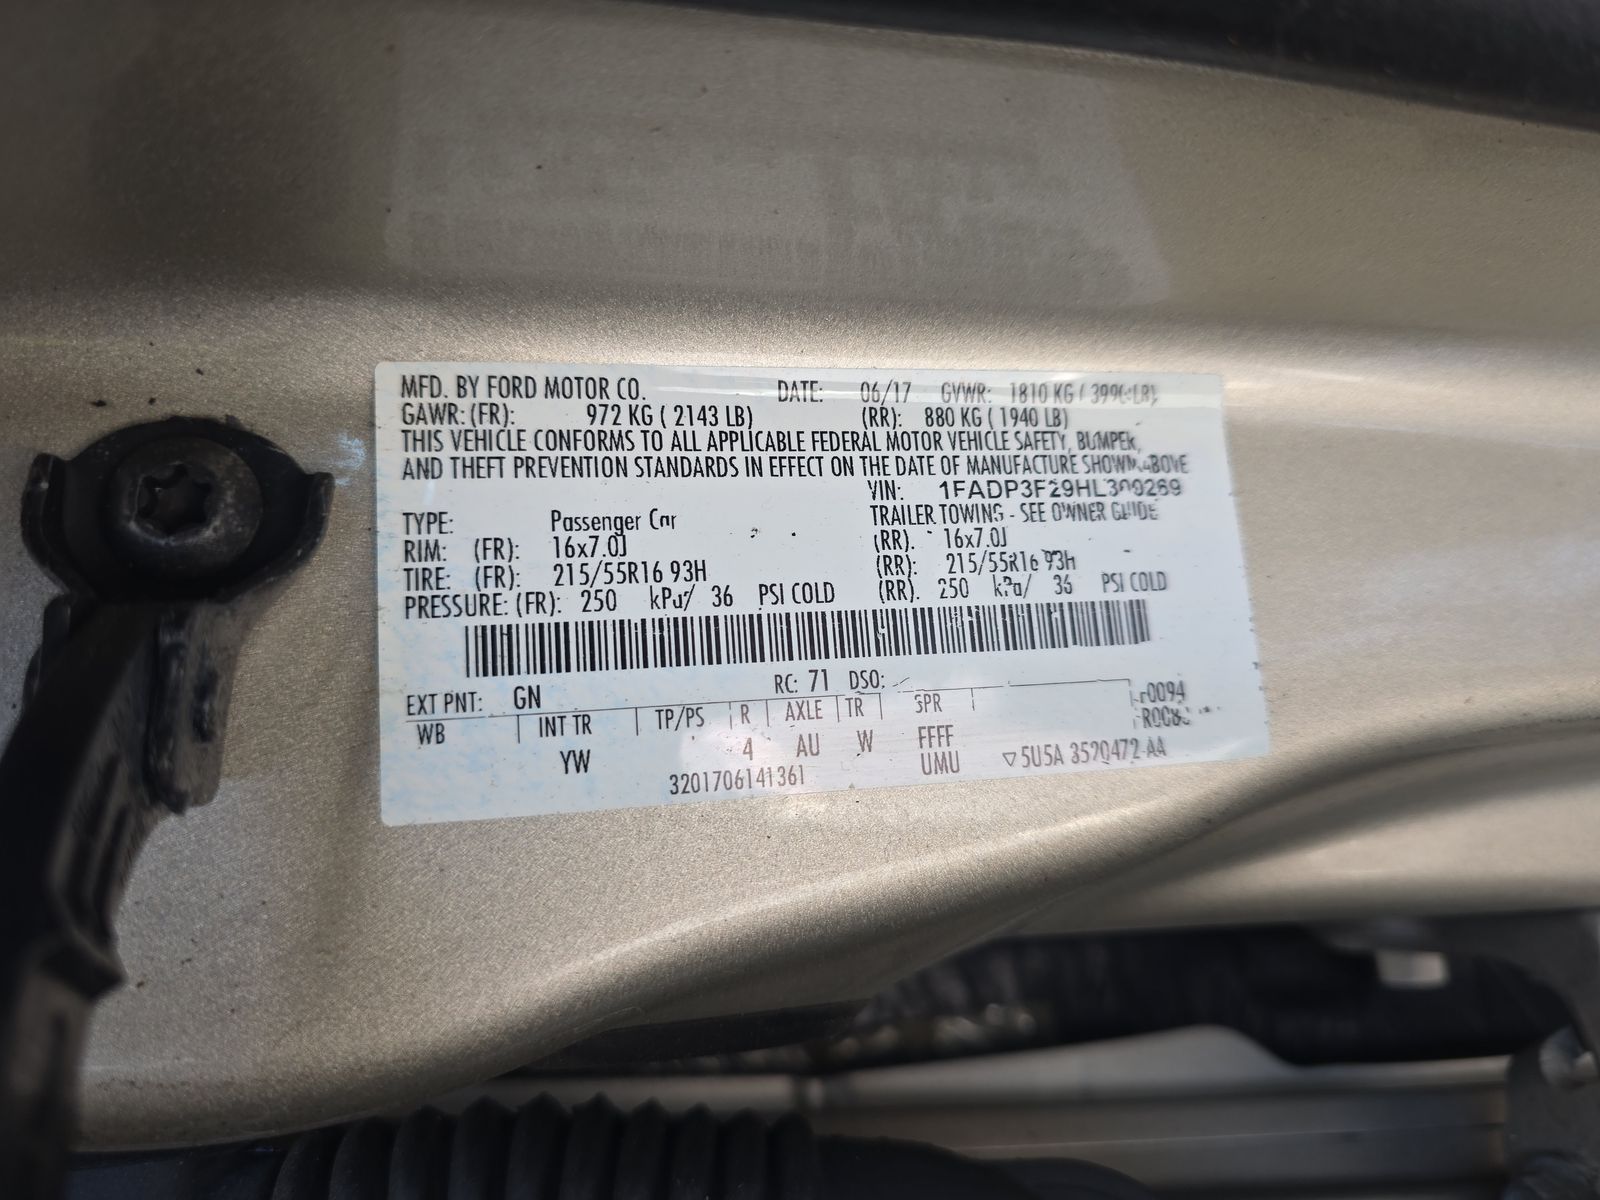 MFD. BY FORD MOTOR CO. DATE: 06/17 GVWR: 1810 KG
GAWR: (FR): 972 KG ( 2143 LB) (RR): 880 KG ( 1940 LB)
THIS VEHICLE CONFORMS TO ALL APPLICABLE FEDERAL MOTOR VEHICLE SAFETY, BUMPER,
AND THEFT PREVENTION STANDARDS IN EFFECT ON THE DATE OF MANUFACTURE SHOWN ABOVE
VIN:
TYPE: Passenger Car TRAILER TOWING - SEE OWNER GUIDE
RIM: (FR): 16x7.0J (RR): 16x7.0J
TIRE: (FR): 215/55R16 93H (RR): 215/55R16 93H
PRESSURE: (FR): 250 kPa/ 36 PSI COLD (RR): 250 kPa/ 36 PSI COLD
EXT PNT: GN RC: 71 DSO:
WB INT TR TP/PS R AXLE TR SPR
YW 4 AU W FFFF
UMU
3201706141361 ▽5U5A 3520472 AA